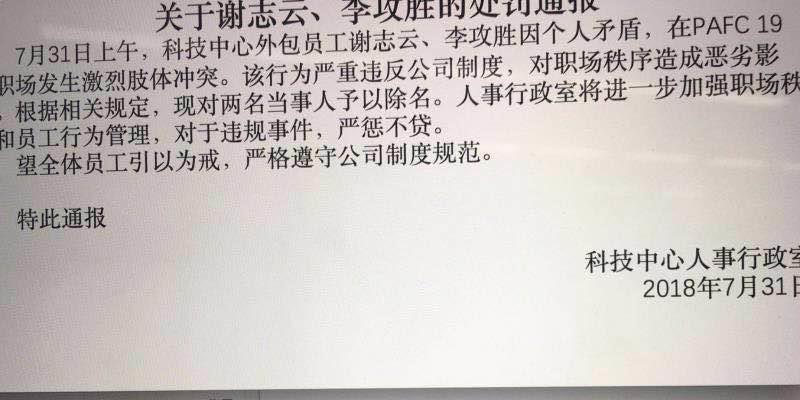 关于谢志云、李攻胜的处罚通报
7月31日上午，科技中心外包员工谢志云、李攻胜因个人矛盾，在PAFC 19
职场发生激烈肢体冲突。该行为严重违反公司制度，对职场秩序造成恶劣影
，根据相关规定，现对两名当事人予以除名。人事行政室将进一步加强职场秩
和员工行为管理，对于违规事件，严惩不贷。
望全体员工引以为戒，严格遵守公司制度规范。
特此通报
科技中心人事行政室
2018年7月31日